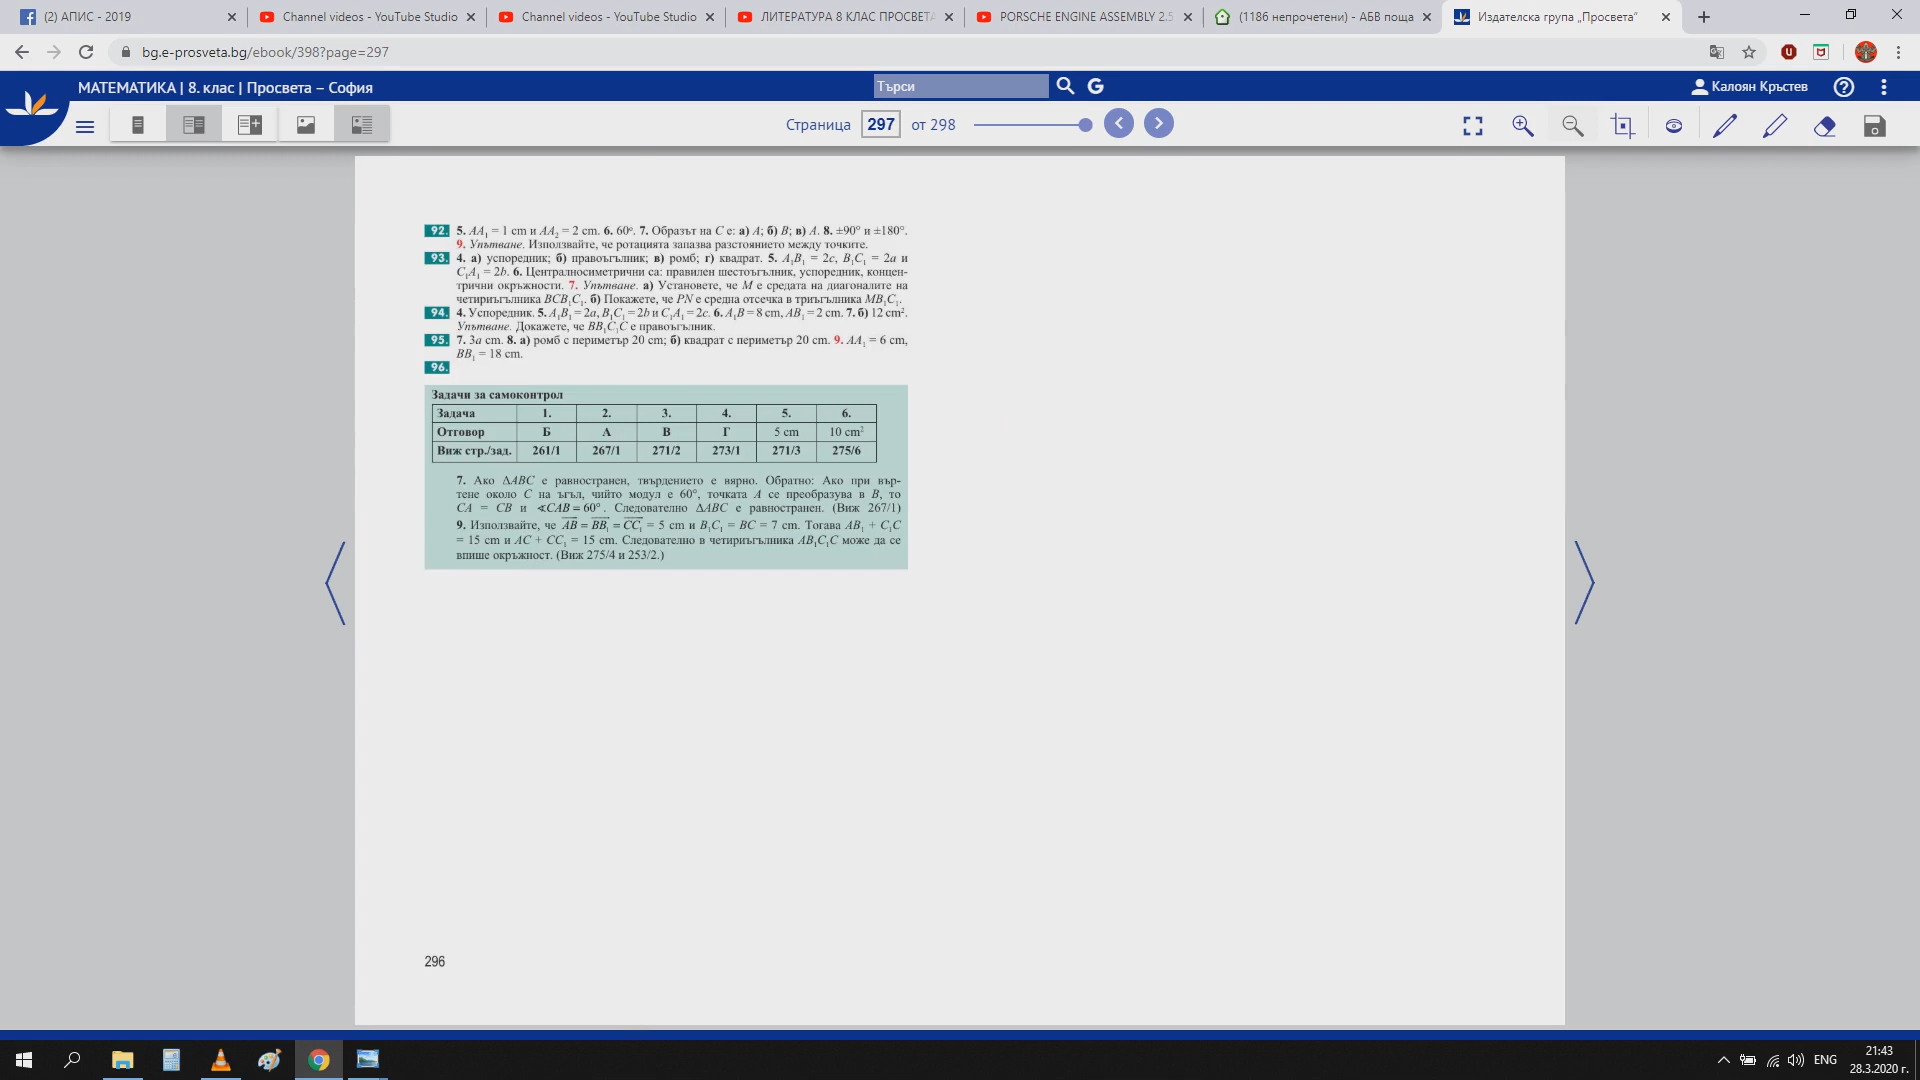 (2) АПИС - 2019
Channel videos - YouTube Studio
Channel videos - YouTube Studio
ЛИТЕРАТУРА 8 КЛАС ПРОСВЕТА
PORSCHE ENGINE ASSEMBLY 2.5
(1186 непрочетени) - АБВ поща
Издателска група „Просвета"
bg.e-prosveta.bg/ebook/398?page=297
МАТЕМАТИКА | 8. клас | Просвета – София
Търси
Калоян Кръстев
Страница 297 от 298
92. 5. AA₁ = 1 cm и AA₂ = 2 cm. 6. 60°. 7. Образът на C е: а) A; б) B; в) A. 8. ±90° и ±180°.
9. Упътване. Използвайте, че ротацията запазва разстоянието между точките.
93. 4. а) успоредник; б) правоъгълник; в) ромб; г) квадрат. 5. A₁B₁ = 2c, B₁C₁ = 2a и
C₁A₁ = 2b. 6. Централносиметрични са: правилен шестоъгълник, успоредник, концен-
трични окръжности. 7. Упътване. а) Установете, че M е средата на диагоналите на
четириъгълника BCB₁C₁. б) Покажете, че PN е средна отсечка в триъгълника MB₁C₁.
94. 4. Успоредник. 5. A₁B₁ = 2a, B₁C₁ = 2b и C₁A₁ = 2c. 6. A₁B = 8 cm, AB₁ = 2 cm. 7. б) 12 cm².
Упътване. Докажете, че BB₁C₁C е правоъгълник.
95. 7. 3a cm. 8. а) ромб с периметър 20 cm; б) квадрат с периметър 20 cm. 9. AA₁ = 6 cm,
BB₁ = 18 cm.
96.
Задачи за самоконтрол
Задача 1. 2. 3. 4. 5. 6.
Отговор Б А В Г 5 cm 10 cm²
Виж стр./зад. 261/1 267/1 271/2 273/1 271/3 275/6
7. Ако ΔABC е равностранен, твърдението е вярно. Обратно: Ако при вър-
тене около C на ъгъл, чийто модул е 60°, точката A се преобразува в B, то
CA = CB и ∢CAB = 60°. Следователно ΔABC е равностранен. (Виж 267/1)
9. Използвайте, че A͞B͞ = B͞B͞₁ = C͞C͞₁ = 5 cm и B₁C₁ = BC = 7 cm. Тогава AB₁ + C₁C
= 15 cm и AC + CC₁ = 15 cm. Следователно в четириъгълника AB₁C₁C може да се
впише окръжност. (Виж 275/4 и 253/2.)
296
ENG
21:43
28.3.2020 г.